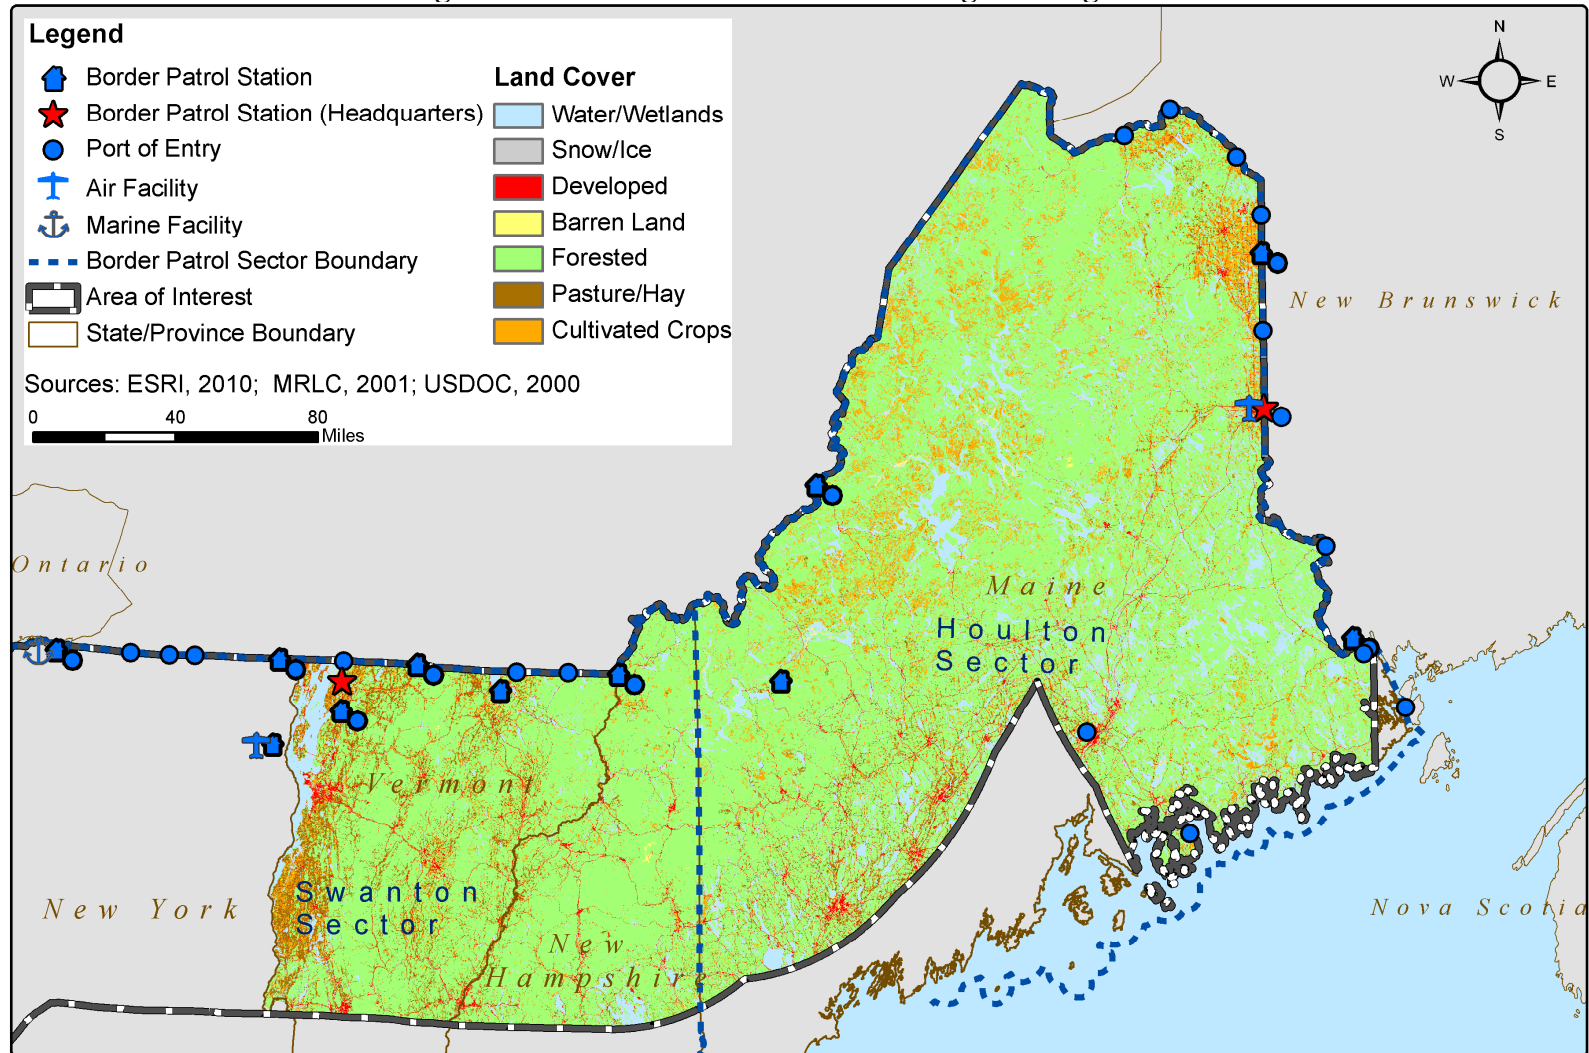 Legend
Border Patrol Station
Border Patrol Station (Headquarters)
Port of Entry
Air Facility
Marine Facility
Border Patrol Sector Boundary
Area of Interest
State/Province Boundary
Land Cover
Water/Wetlands
Snow/Ice
Developed
Barren Land
Forested
Pasture/Hay
Cultivated Crops
Sources: ESRI, 2010; MRLC, 2001; USDOC, 2000
0 40 80
Miles
N
W E
S
New Brunswick
Ontario
Maine
Houlton
Sector
Vermont
Swanton
Sector
New York
New
Hampshire
Nova Scotia